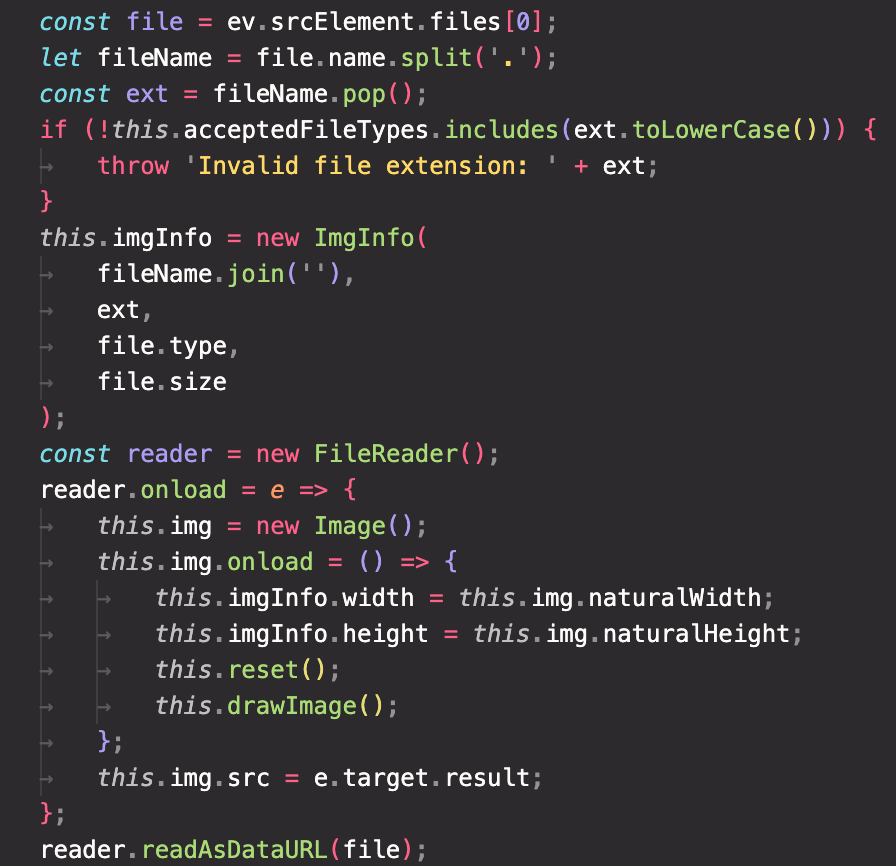 const file = ev.srcElement.files[0];
let fileName = file.name.split('.');
const ext = fileName.pop();
if (!this.acceptedFileTypes.includes(ext.toLowerCase())) {
    throw 'Invalid file extension: ' + ext;
}
this.imgInfo = new ImgInfo(
    fileName.join(''),
    ext,
    file.type,
    file.size
);
const reader = new FileReader();
reader.onload = e => {
    this.img = new Image();
    this.img.onload = () => {
        this.imgInfo.width = this.img.naturalWidth;
        this.imgInfo.height = this.img.naturalHeight;
        this.reset();
        this.drawImage();
    };
    this.img.src = e.target.result;
};
reader.readAsDataURL(file);